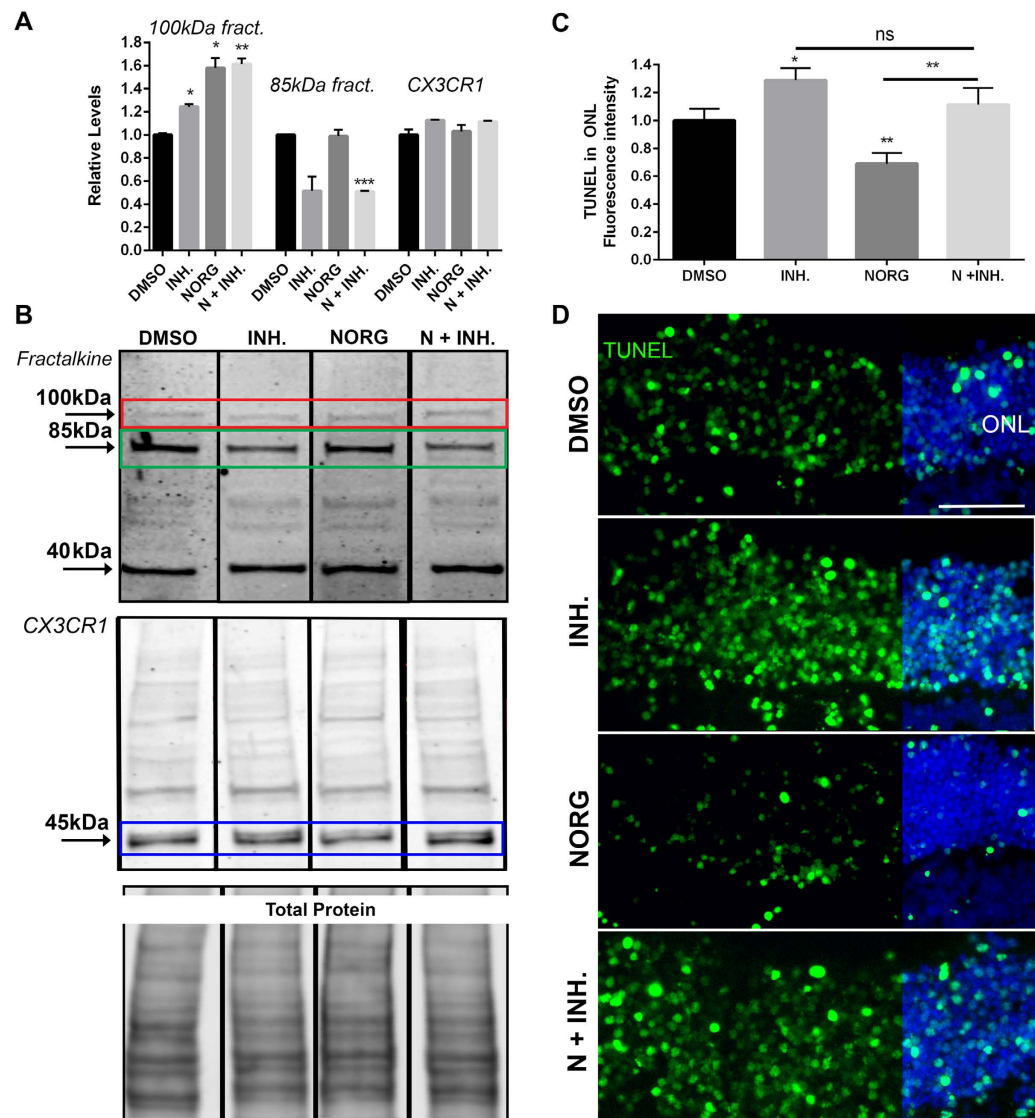 A
100kDa fract.
85kDa fract.
CX3CR1
Relative Levels
1.8
1.6
1.4
1.2
1.0
0.8
0.6
0.4
0.2
0.0
* * ** ***
DMSO INH. NORG N + INH. DMSO INH. NORG N + INH. DMSO INH. NORG N + INH.
B
DMSO INH. NORG N + INH.
Fractalkine
100kDa
85kDa
40kDa
CX3CR1
45kDa
Total Protein
C
TUNEL in ONL
Fluorescence intensity
1.4
1.2
1.0
0.8
0.6
0.4
0.2
0.0
ns
**
* **
DMSO INH. NORG N +INH.
D
TUNEL
ONL
DMSO
INH.
NORG
N + INH.